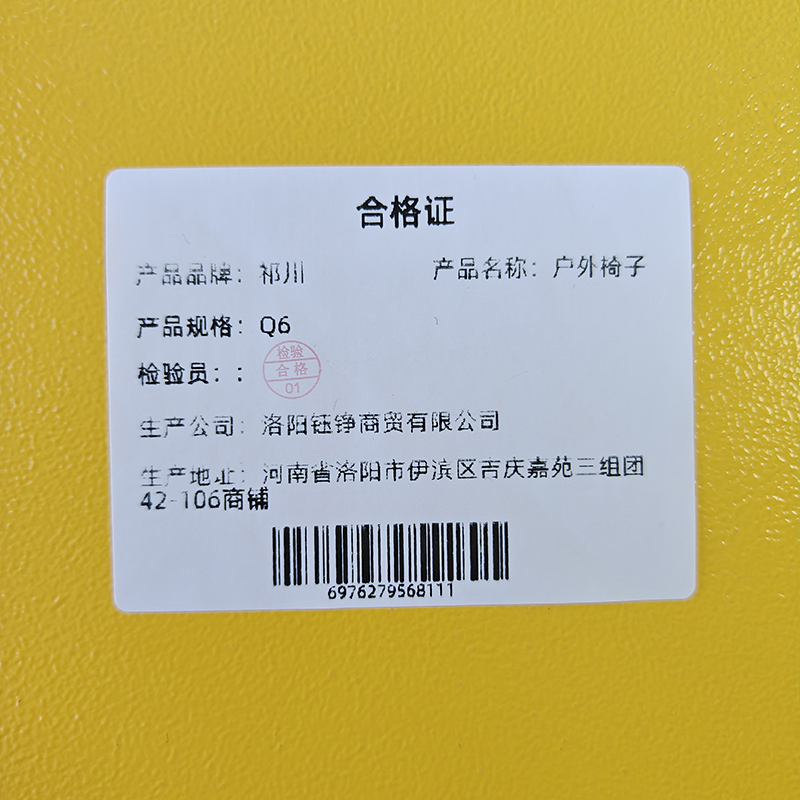 合格证
产品品牌：祁川 产品名称：户外椅子
产品规格：Q6
检验员：：
检验
合格
01
生产公司：洛阳钰铮商贸有限公司
生产地址：河南省洛阳市伊滨区吉庆嘉苑三组团
42-106商铺
6976279568111